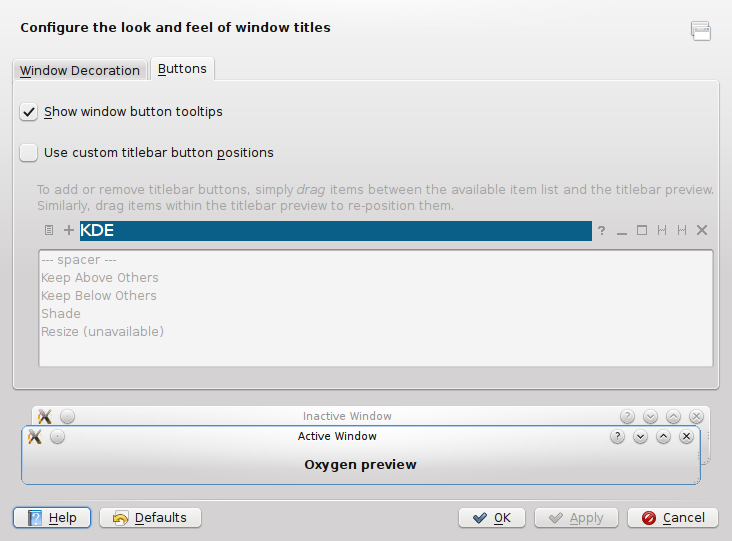 Configure the look and feel of window titles
Window Decoration
Buttons
Show window button tooltips
Use custom titlebar button positions
To add or remove titlebar buttons, simply drag items between the available item list and the titlebar preview.
Similarly, drag items within the titlebar preview to re-position them.
KDE
--- spacer ---
Keep Above Others
Keep Below Others
Shade
Resize (unavailable)
Inactive Window
Active Window
Oxygen preview
Help
Defaults
OK
Apply
Cancel